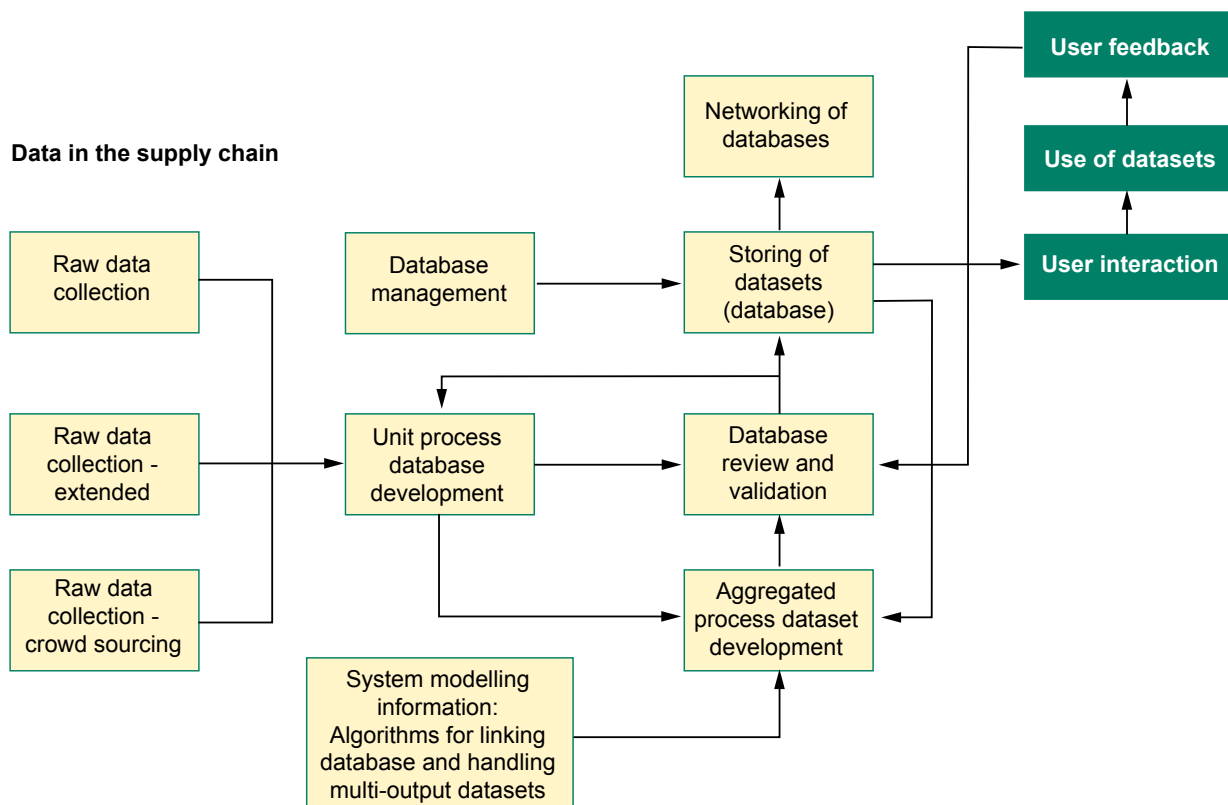 User feedback
Networking of
databases
Data in the supply chain
Use of datasets
Raw data
collection
Database
management
Storing of
datasets
(database)
User interaction
Raw data
collection -
extended
Unit process
database
development
Database
review and
validation
Raw data
collection -
crowd sourcing
Aggregated
process dataset
development
System modelling
information:
Algorithms for linking
database and handling
multi-output datasets